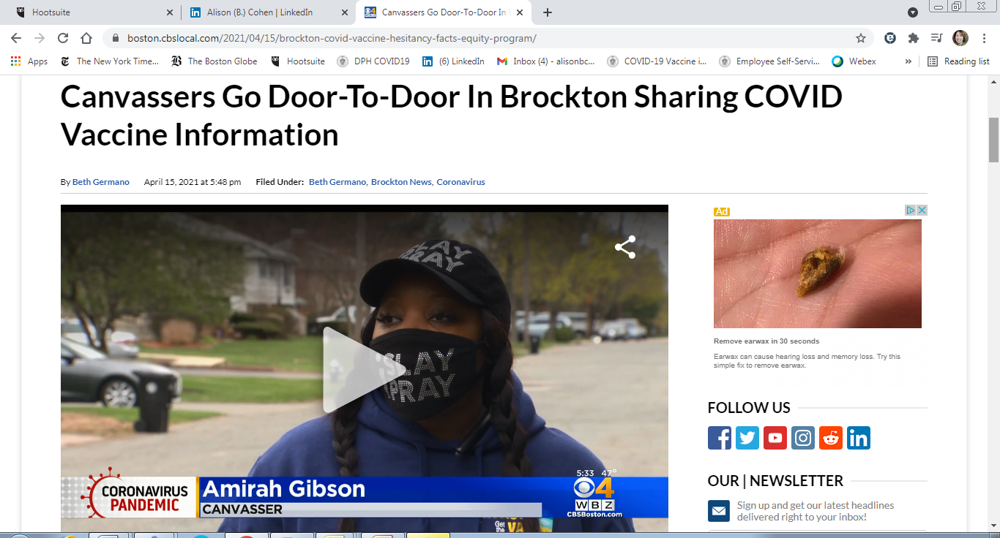 Hootsuite
Alison (B.) Cohen | LinkedIn
Canvassers Go Door-To-Door In
boston.cbslocal.com/2021/04/15/brockton-covid-vaccine-hesitancy-facts-equity-program/
Apps
The New York Time...
The Boston Globe
Hootsuite
DPH COVID19
(6) LinkedIn
Inbox (4) - alisonbc...
COVID-19 Vaccine i...
Employee Self-Servi...
Webex
»
Reading list
Canvassers Go Door-To-Door In Brockton Sharing COVID
Vaccine Information
By Beth Germano April 15, 2021 at 5:48 pm Filed Under: Beth Germano, Brockton News, Coronavirus
SLAY
PRAY
'SLAY
PRAY
5:33 47°
CORONAVIRUS
PANDEMIC
Amirah Gibson
CANVASSER
4
WBZ
CBSBoston.com
Get
the VA
Ad
Remove earwax in 30 seconds
Earwax can cause hearing loss and memory loss. Try this
simple fix to remove earwax.
FOLLOW US
OUR | NEWSLETTER
Sign up and get our latest headlines
delivered right to your inbox!